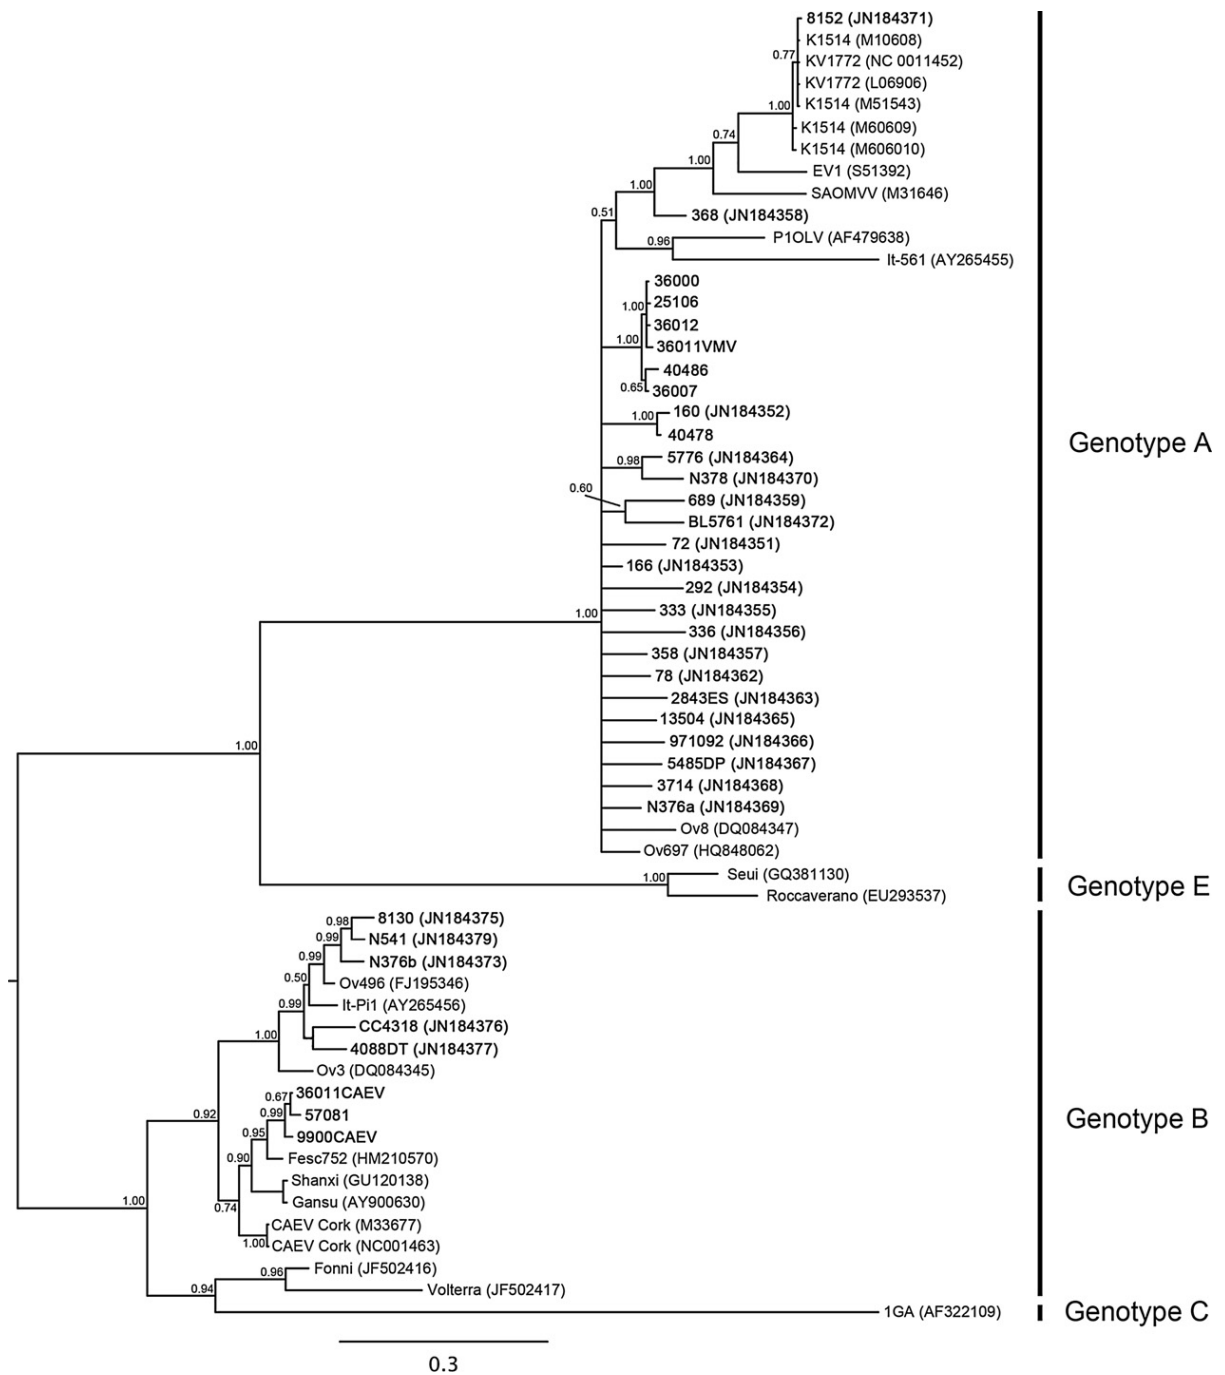 8152 (JN184371)
K1514 (M10608)
0.77
KV1772 (NC 0011452)
KV1772 (L06906)
1.00
K1514 (M51543)
K1514 (M60609)
0.74
K1514 (M606010)
1.00
EV1 (S51392)
1.00
SAOMVV (M31646)
0.51
368 (JN184358)
0.96
P1OLV (AF479638)
It-561 (AY265455)
36000
1.00
25106
36012
1.00
36011VMV
40486
0.65
36007
1.00
160 (JN184352)
40478
0.98
5776 (JN184364)
N378 (JN184370)
0.60
689 (JN184359)
BL5761 (JN184372)
72 (JN184351)
166 (JN184353)
292 (JN184354)
1.00
333 (JN184355)
336 (JN184356)
358 (JN184357)
78 (JN184362)
2843ES (JN184363)
13504 (JN184365)
1.00
971092 (JN184366)
5485DP (JN184367)
3714 (JN184368)
N376a (JN184369)
Ov8 (DQ084347)
Ov697 (HQ848062)
Genotype A
1.00
Seui (GQ381130)
Roccaverano (EU293537)
Genotype E
0.98
8130 (JN184375)
0.99
N541 (JN184379)
0.99
N376b (JN184373)
0.50
Ov496 (FJ195346)
0.99
It-Pi1 (AY265456)
CC4318 (JN184376)
1.00
4088DT (JN184377)
Ov3 (DQ084345)
0.67
36011CAEV
0.92
0.99
57081
0.95
9900CAEV
0.90
Fesc752 (HM210570)
Shanxi (GU120138)
1.00
0.74
Gansu (AY900630)
CAEV Cork (M33677)
1.00
CAEV Cork (NC001463)
0.96
Fonni (JF502416)
0.94
Volterra (JF502417)
Genotype B
1GA (AF322109)
Genotype C
0.3